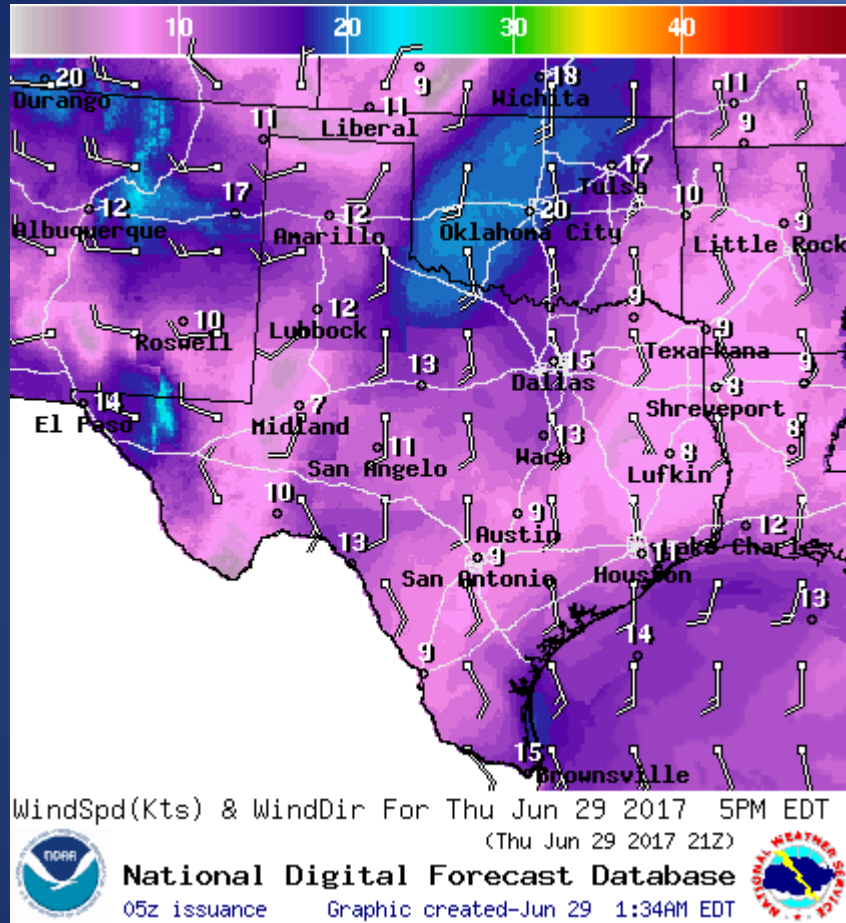 10 20 30 40
20 9 18 11
Durango Wichita
11 Liberal 11 9
17
Tulsa
12 17 12 20 10 9
Albuquerque Amarillo Oklahoma City Little Rock
10 12 9 9
Roswell Lubbock Texarkana
13 15 9
Dallas 8
14 7 Shreveport
El Paso Midland
11 13 8 8
San Angelo Waco Lufkin
10 9 12
Austin Lake Charles
13 9 11
San Antonio Houston
13
14
9
15
Brownsville
WindSpd(Kts) & WindDir For Thu Jun 29 2017 5PM EDT
(Thu Jun 29 2017 21Z)
NOAA
National Digital Forecast Database
05z issuance Graphic created-Jun 29 1:34AM EDT
NATIONAL WEATHER SERVICE